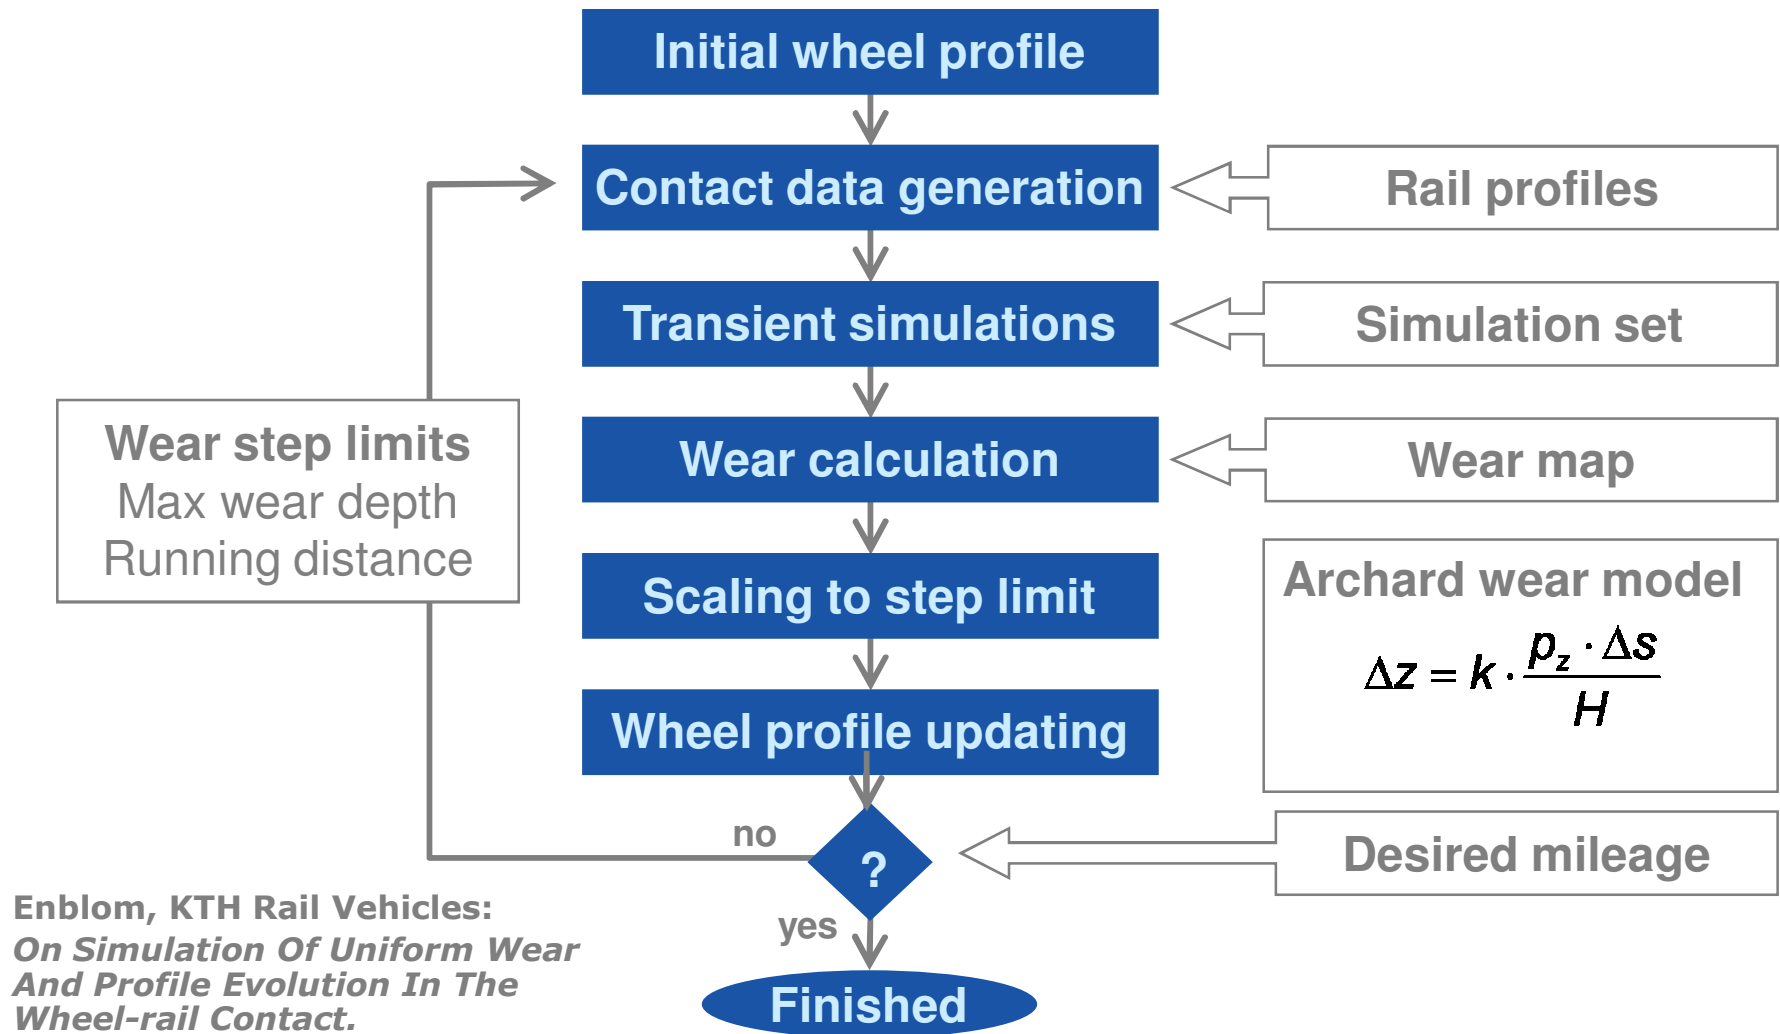 Initial wheel profile
Contact data generation
Rail profiles
Transient simulations
Simulation set
Wear calculation
Wear map
Wear step limits
Max wear depth
Running distance
Scaling to step limit
Archard wear model
Δz = k · p_z · Δs / H
Wheel profile updating
no
?
Desired mileage
yes
Finished
Enblom, KTH Rail Vehicles:
On Simulation Of Uniform Wear
And Profile Evolution In The
Wheel-rail Contact.